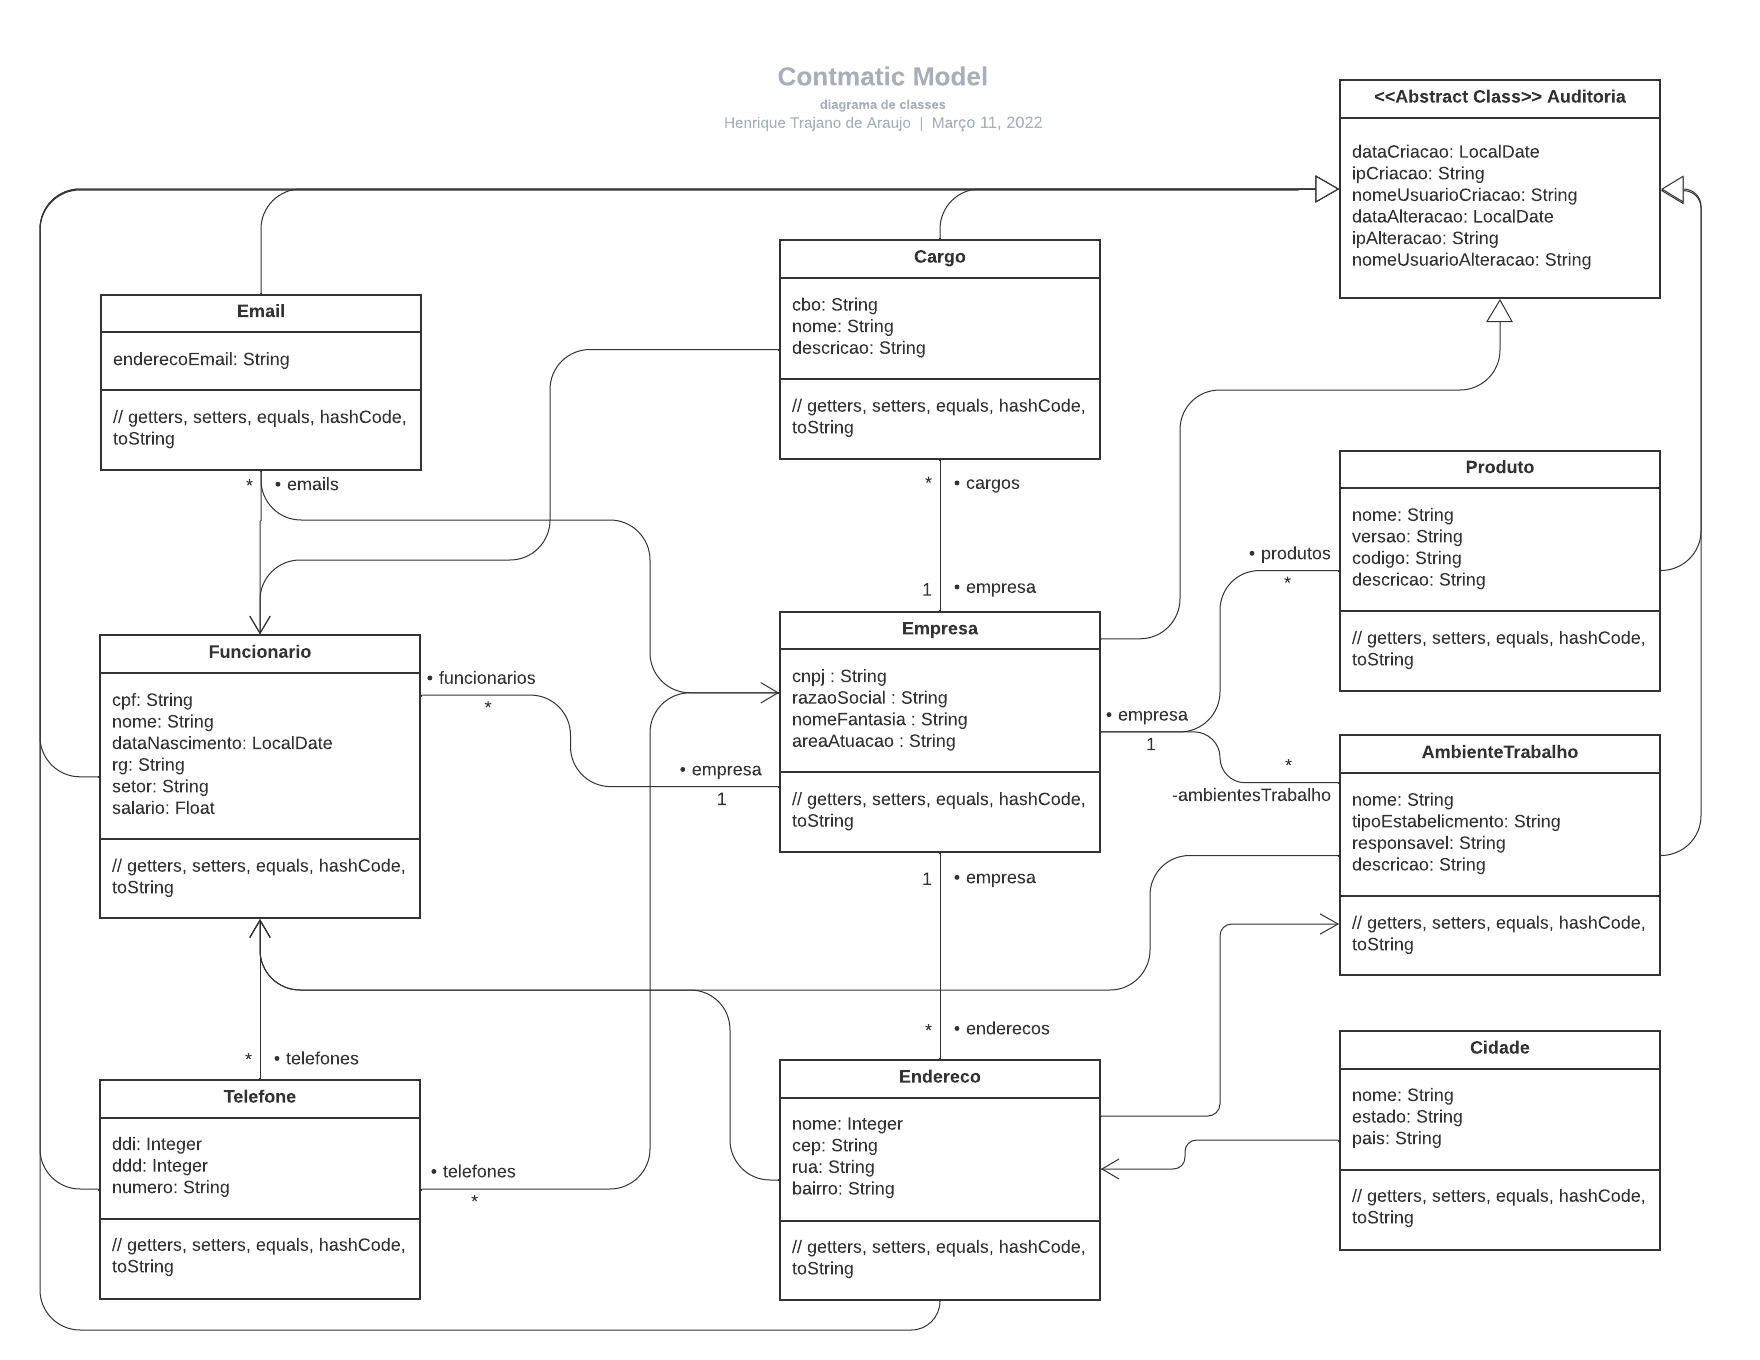 Contmatic Model
diagrama de classes
Henrique Trajano de Araujo | Março 11, 2022
<<Abstract Class>> Auditoria
dataCriacao: LocalDate
ipCriacao: String
nomeUsuarioCriacao: String
dataAlteracao: LocalDate
ipAlteracao: String
nomeUsuarioAlteracao: String
Email
enderecoEmail: String
// getters, setters, equals, hashCode,
toString
* • emails
Cargo
cbo: String
nome: String
descricao: String
// getters, setters, equals, hashCode,
toString
* • cargos
1 • empresa
Produto
nome: String
versao: String
codigo: String
descricao: String
// getters, setters, equals, hashCode,
toString
• produtos
*
Funcionario
cpf: String
nome: String
dataNascimento: LocalDate
rg: String
setor: String
salario: Float
// getters, setters, equals, hashCode,
toString
• funcionarios
*
• empresa
1
Empresa
cnpj : String
razaoSocial : String
nomeFantasia : String
areaAtuacao : String
// getters, setters, equals, hashCode,
toString
• empresa
1
*
-ambientesTrabalho
AmbienteTrabalho
nome: String
tipoEstabelicmento: String
responsavel: String
descricao: String
// getters, setters, equals, hashCode,
toString
1 • empresa
* • enderecos
* • telefones
Telefone
ddi: Integer
ddd: Integer
numero: String
// getters, setters, equals, hashCode,
toString
• telefones
*
Endereco
nome: Integer
cep: String
rua: String
bairro: String
// getters, setters, equals, hashCode,
toString
Cidade
nome: String
estado: String
pais: String
// getters, setters, equals, hashCode,
toString